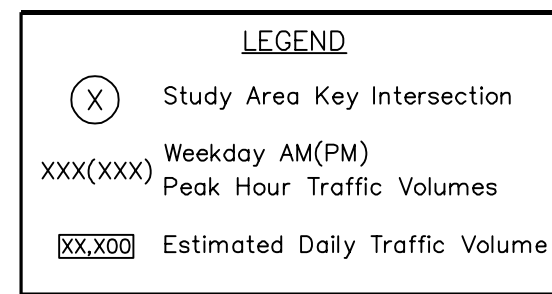 LEGEND
X Study Area Key Intersection
XXX(XXX) Weekday AM(PM)
Peak Hour Traffic Volumes
XX,X00 Estimated Daily Traffic Volume